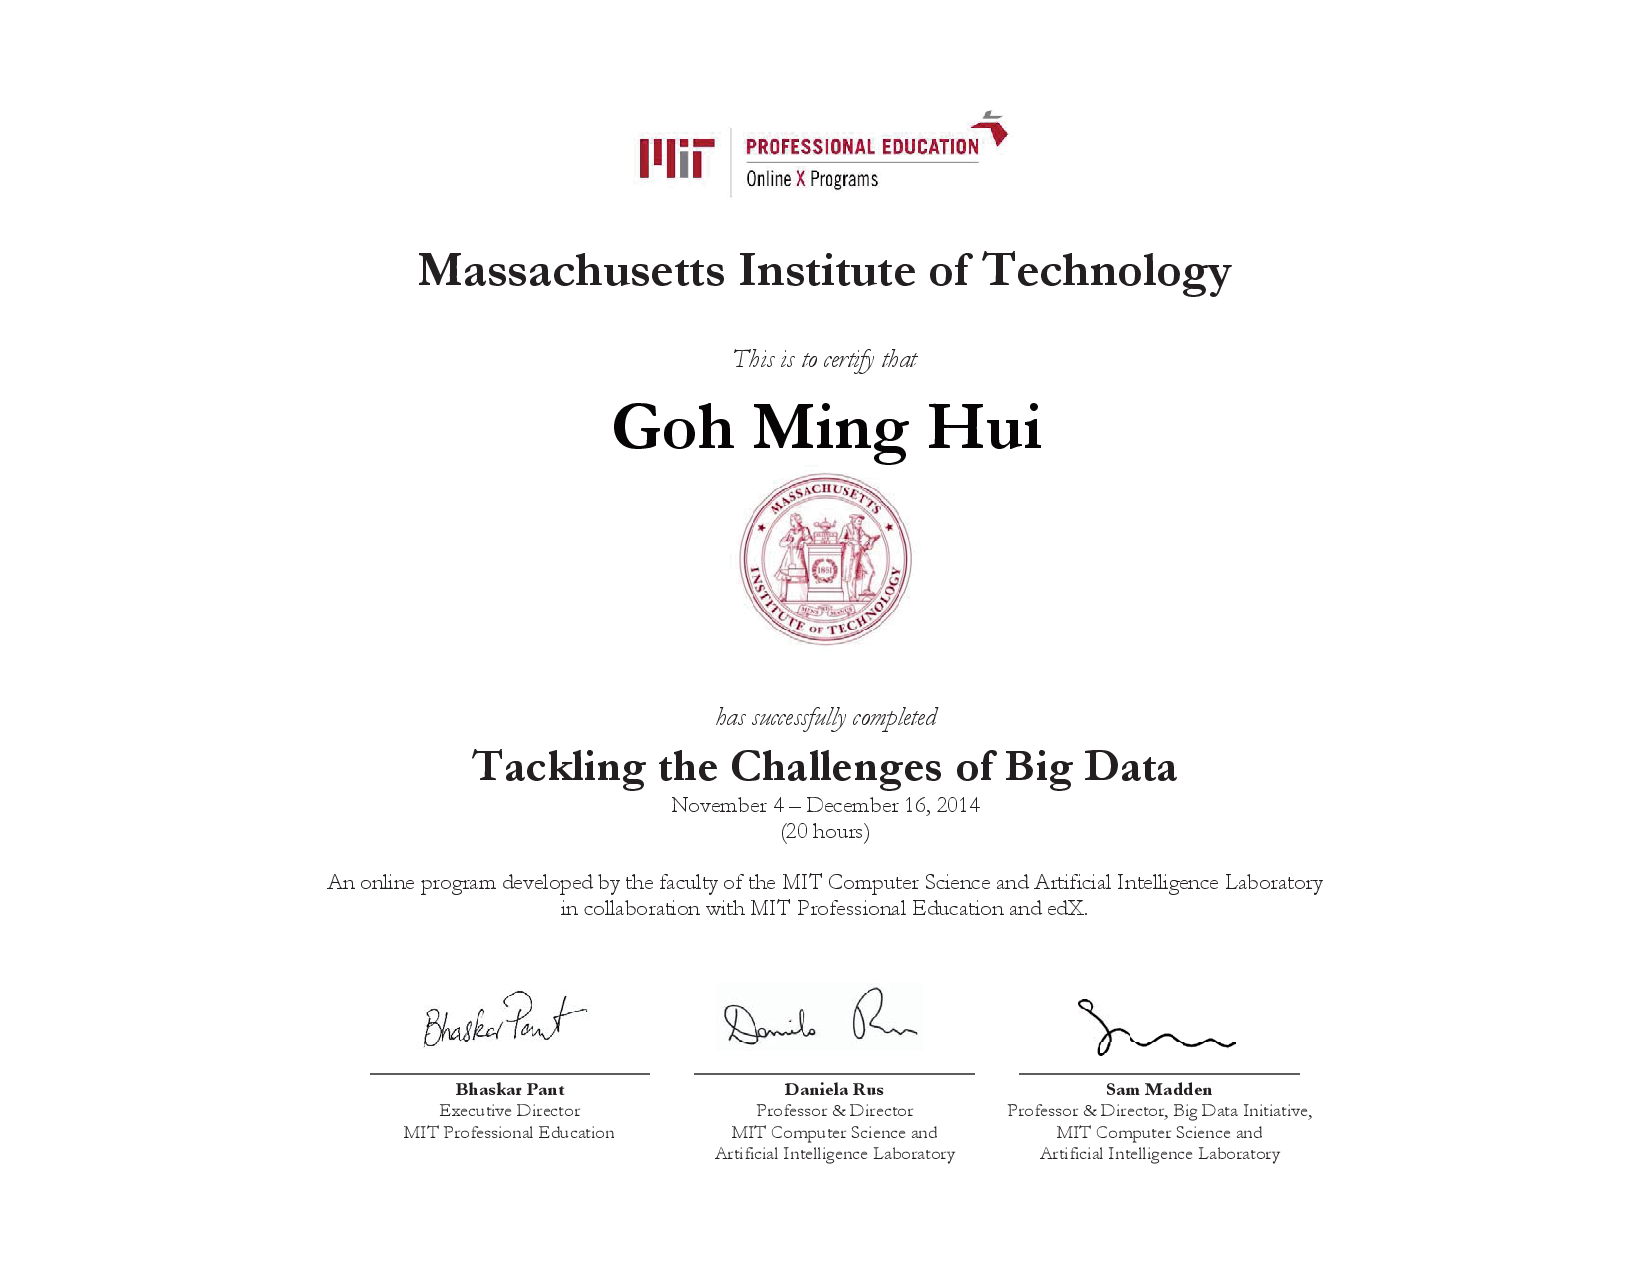 MIT
PROFESSIONAL EDUCATION
Online X Programs
Massachusetts Institute of Technology
This is to certify that
Goh Ming Hui
MASSACHUSETTS
INSTITUTE OF TECHNOLOGY
1861
has successfully completed
Tackling the Challenges of Big Data
November 4 – December 16, 2014
(20 hours)
An online program developed by the faculty of the MIT Computer Science and Artificial Intelligence Laboratory
in collaboration with MIT Professional Education and edX.
Bhaskar Pant
Daniela Rus
Bhaskar Pant
Executive Director
MIT Professional Education
Daniela Rus
Professor & Director
MIT Computer Science and
Artificial Intelligence Laboratory
Sam Madden
Professor & Director, Big Data Initiative,
MIT Computer Science and
Artificial Intelligence Laboratory